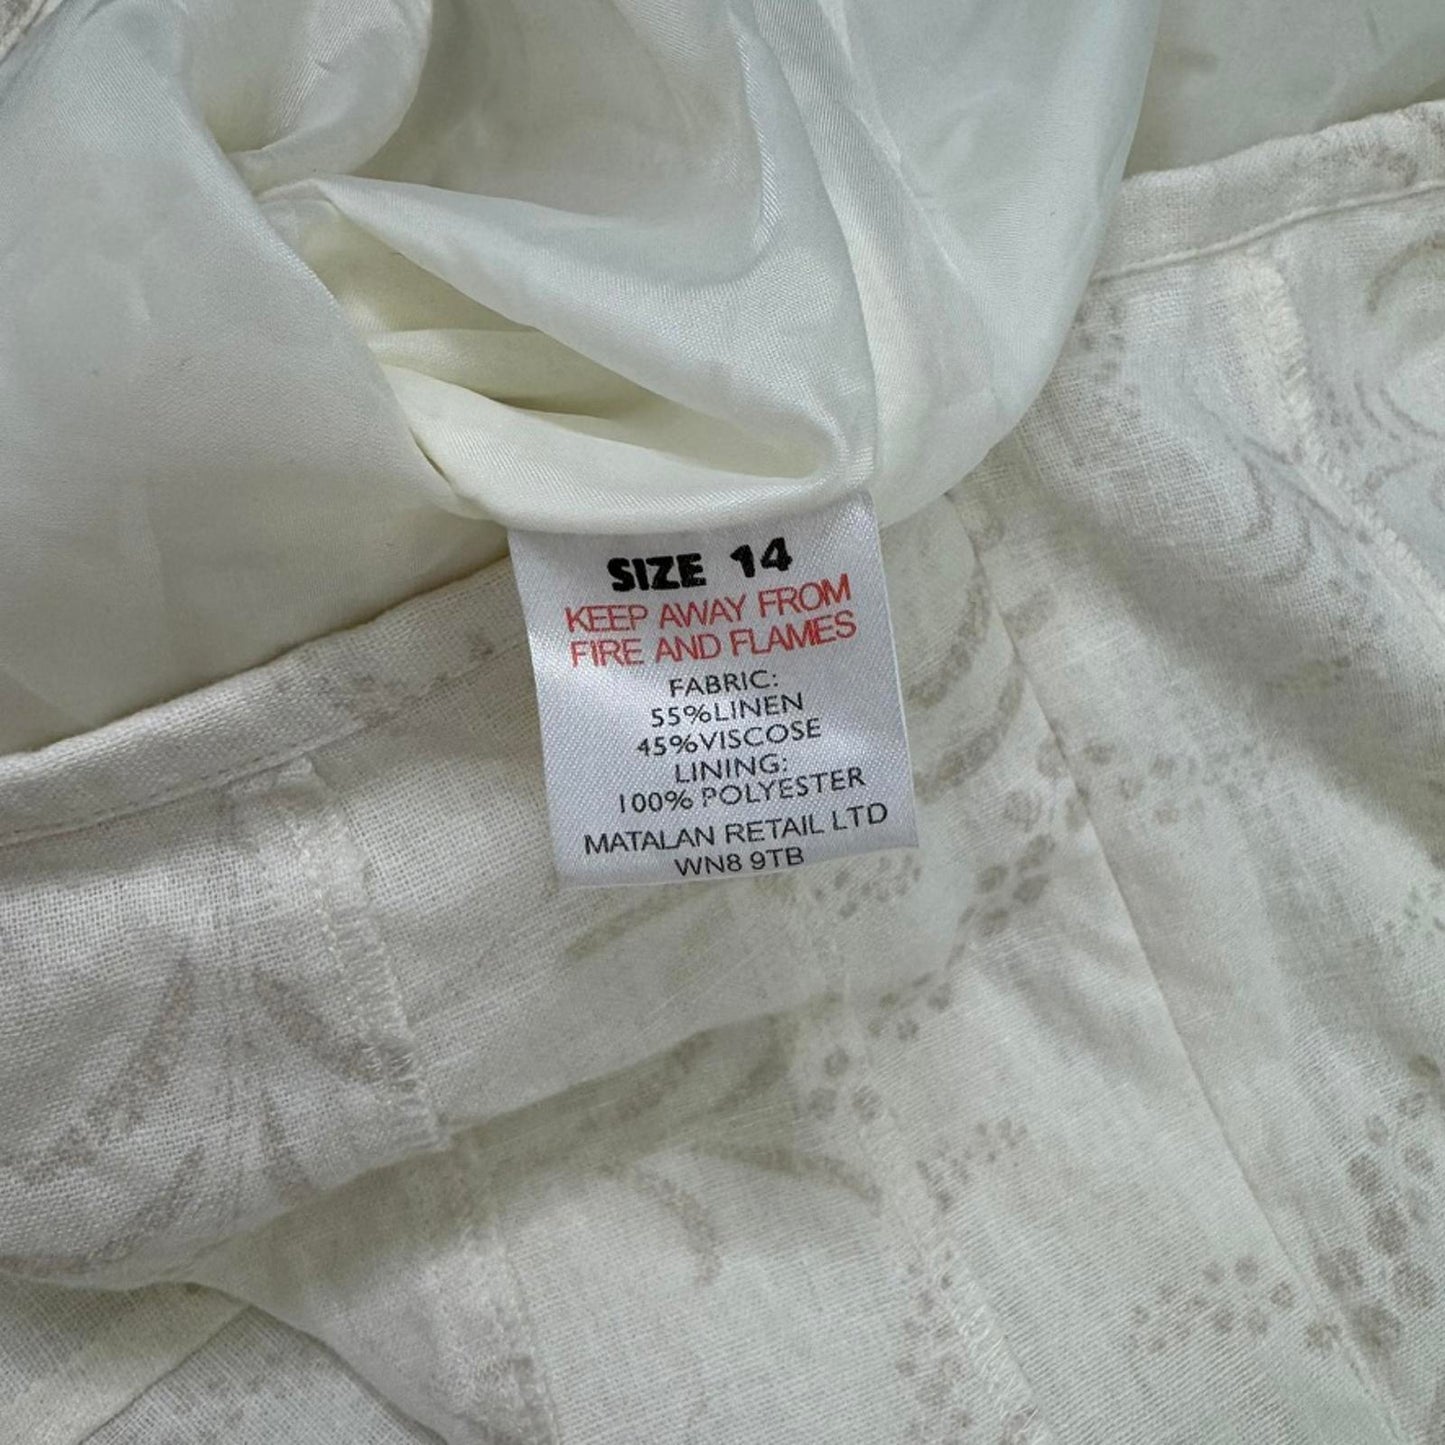 SIZE 14
KEEP AWAY FROM
FIRE AND FLAMES
FABRIC:
55%LINEN
45%VISCOSE
LINING:
100% POLYESTER
MATALAN RETAIL LTD
WN8 9TB